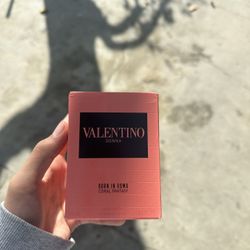 VALENTINO
DONNA
BORN IN ROMA
CORAL FANTASY